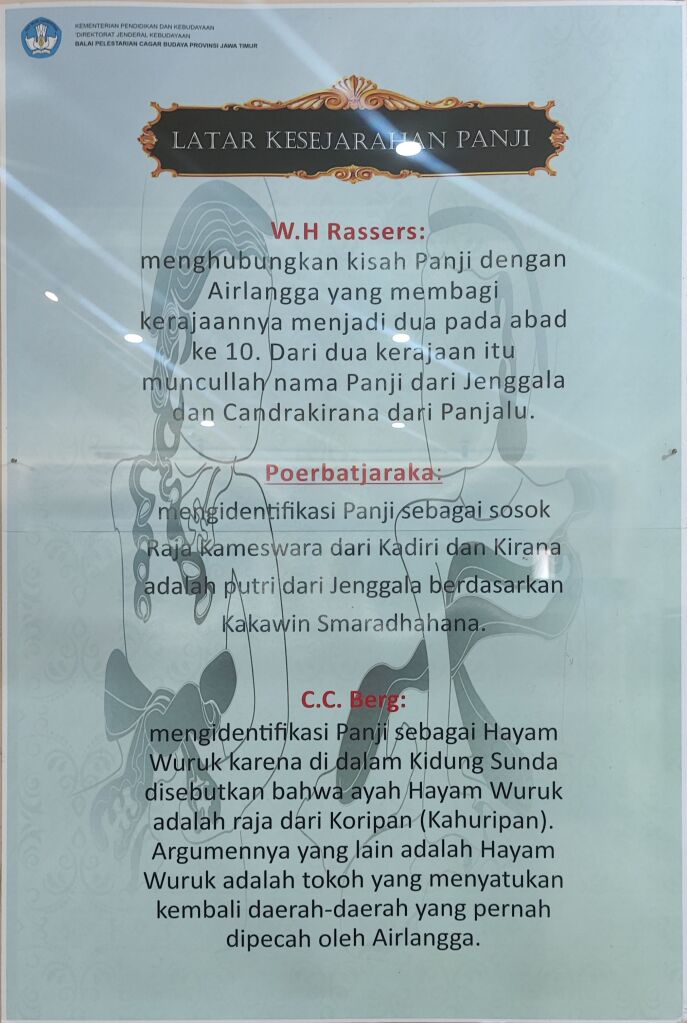 KEMENTERIAN PENDIDIKAN DAN KEBUDAYAAN
DIREKTORAT JENDERAL KEBUDAYAAN
BALAI PELESTARIAN CAGAR BUDAYA PROVINSI JAWA TIMUR
LATAR KESEJARAHAN PANJI
W.H Rassers:
menghubungkan kisah Panji dengan
Airlangga yang membagi
kerajaannya menjadi dua pada abad
ke 10. Dari dua kerajaan itu
muncullah nama Panji dari Jenggala
dan Candrakirana dari Panjalu.
Poerbatjaraka:
mengidentifikasi Panji sebagai sosok
Raja Kameswara dari Kadiri dan Kirana
adalah putri dari Jenggala berdasarkan
Kakawin Smaradhahana.
C.C. Berg:
mengidentifikasi Panji sebagai Hayam
Wuruk karena di dalam Kidung Sunda
disebutkan bahwa ayah Hayam Wuruk
adalah raja dari Koripan (Kahuripan).
Argumennya yang lain adalah Hayam
Wuruk adalah tokoh yang menyatukan
kembali daerah-daerah yang pernah
dipecah oleh Airlangga.